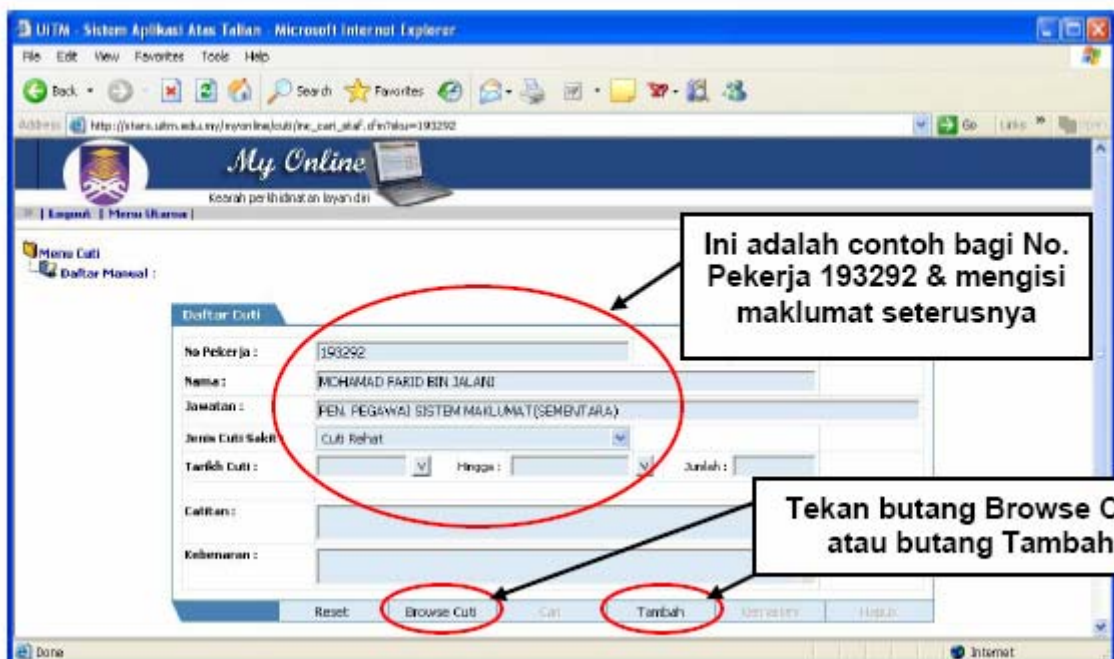 UiTM - Sistem Aplikasi Atas Talian - Microsoft Internet Explorer
File Edit View Favorites Tools Help
Back Search Favorites
Address Go Links
My Online
Kearah perkhidmatan layan diri
| Logout | Menu Utama |
Menu Cuti
Daftar Manual :
Ini adalah contoh bagi No.
Pekerja 193292 & mengisi
maklumat seterusnya
Daftar Cuti
No Pekerja : 193292
Nama : MOHAMAD FARID BIN JALANI
Jawatan : PEN. PEGAWAI SISTEM MAKLUMAT(SEMENTARA)
Jenis Cuti Sakit Cuti Rehat
Tarikh Cuti : Hingga : Jumlah :
Catitan :
Kebenaran :
Tekan butang Browse C
atau butang Tambah
Reset Browse Cuti Cari Tambah Kemaskini Hapus
Done Internet